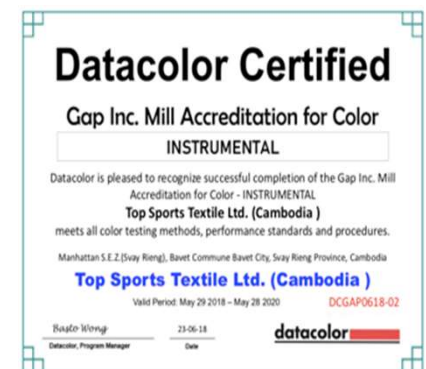 Datacolor Certified
Gap Inc. Mill Accreditation for Color
INSTRUMENTAL
Datacolor is pleased to recognize successful completion of the Gap Inc. Mill
Accreditation for Color - INSTRUMENTAL
Top Sports Textile Ltd. (Cambodia )
meets all color testing methods, performance standards and procedures.
Manhattan S.E.Z.(Svay Rieng), Bavet Commune Bavet City, Svay Rieng Province, Cambodia
Top Sports Textile Ltd. (Cambodia )
Valid Period: May 29 2018 – May 28 2020 DCGAP0618-02
Basto Wong 23-06-18 datacolor
Datacolor, Program Manager Date